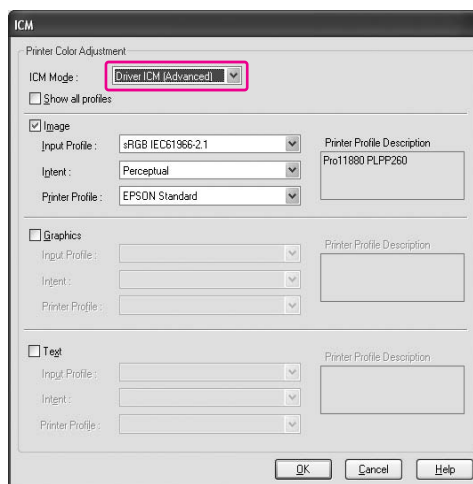 ICM
Printer Color Adjustment
ICM Mode : Driver ICM (Advanced)
Show all profiles
Image
Input Profile : sRGB IEC61966-2.1
Intent : Perceptual
Printer Profile : EPSON Standard
Printer Profile Description
Pro11880 PLPP260
Graphics
Input Profile :
Intent :
Printer Profile :
Printer Profile Description
Text
Input Profile :
Intent :
Printer Profile :
Printer Profile Description
OK Cancel Help